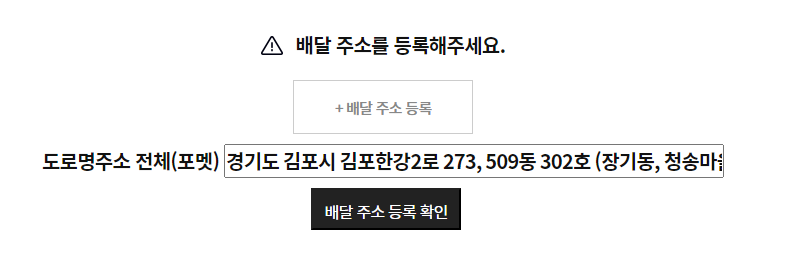 배달 주소를 등록해주세요.
+ 배달 주소 등록
도로명주소 전체(포멧) 경기도 김포시 김포한강2로 273, 509동 302호 (장기동, 청송마을
배달 주소 등록 확인